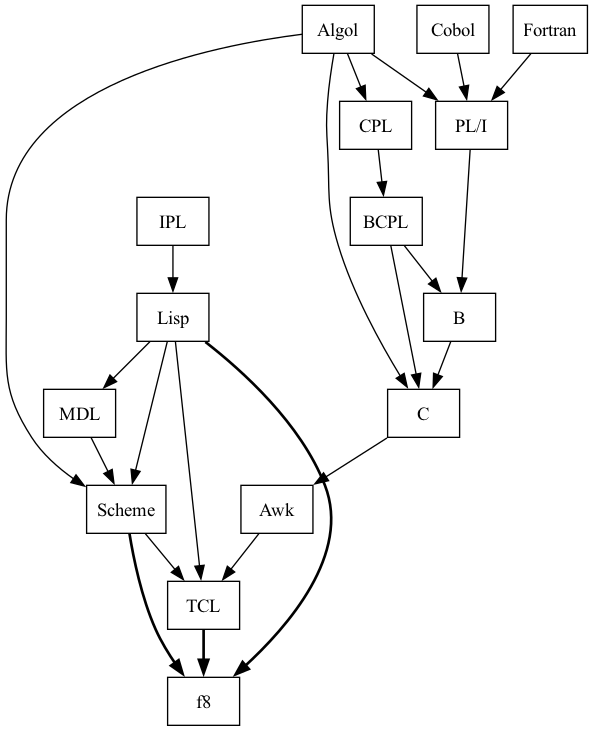 Algol
Cobol
Fortran
CPL
PL/I
IPL
BCPL
Lisp
B
MDL
C
Scheme
Awk
TCL
f8